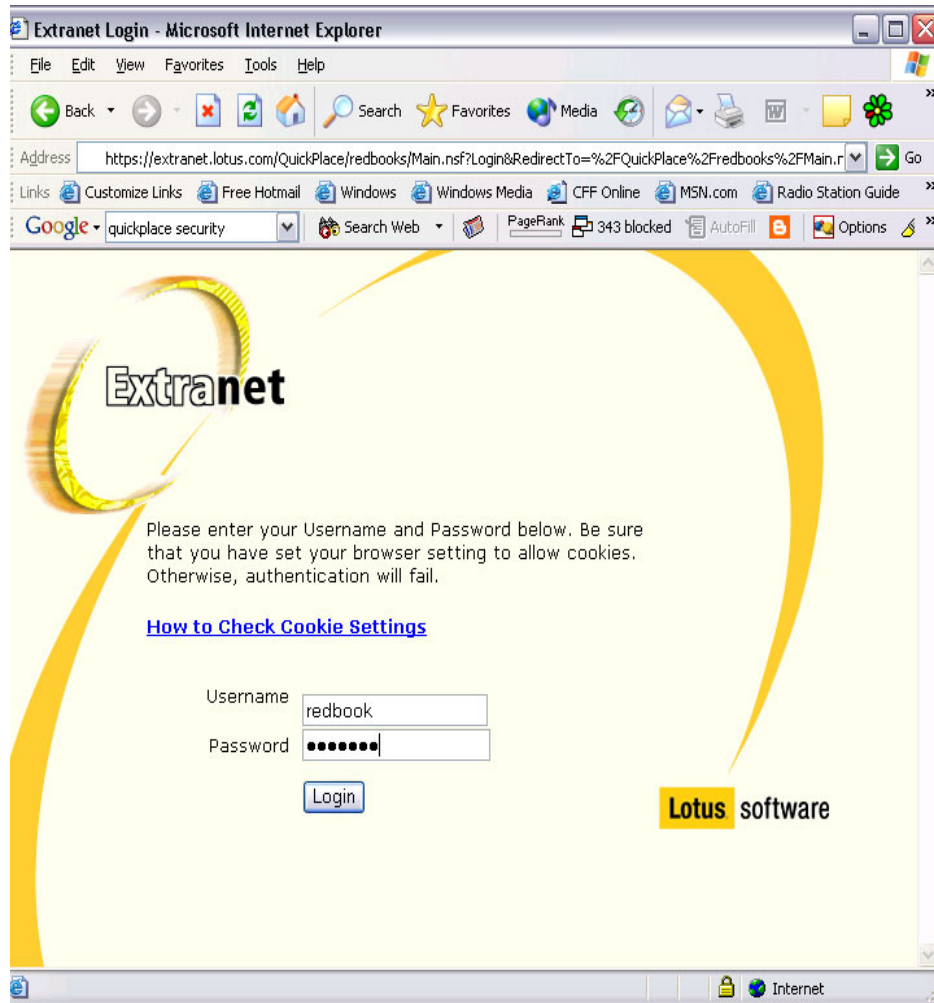 Extranet Login - Microsoft Internet Explorer
File Edit View Favorites Tools Help
Back Search Favorites Media
Address https://extranet.lotus.com/QuickPlace/redbooks/Main.nsf?Login&RedirectTo=%2FQuickPlace%2Fredbooks%2FMain.r Go
Links Customize Links Free Hotmail Windows Windows Media CFF Online MSN.com Radio Station Guide »
Google quickplace security Search Web PageRank 343 blocked AutoFill Options »
Extranet
Please enter your Username and Password below. Be sure
that you have set your browser setting to allow cookies.
Otherwise, authentication will fail.
How to Check Cookie Settings
Username redbook
Password •••••••
Login
Lotus software
Internet